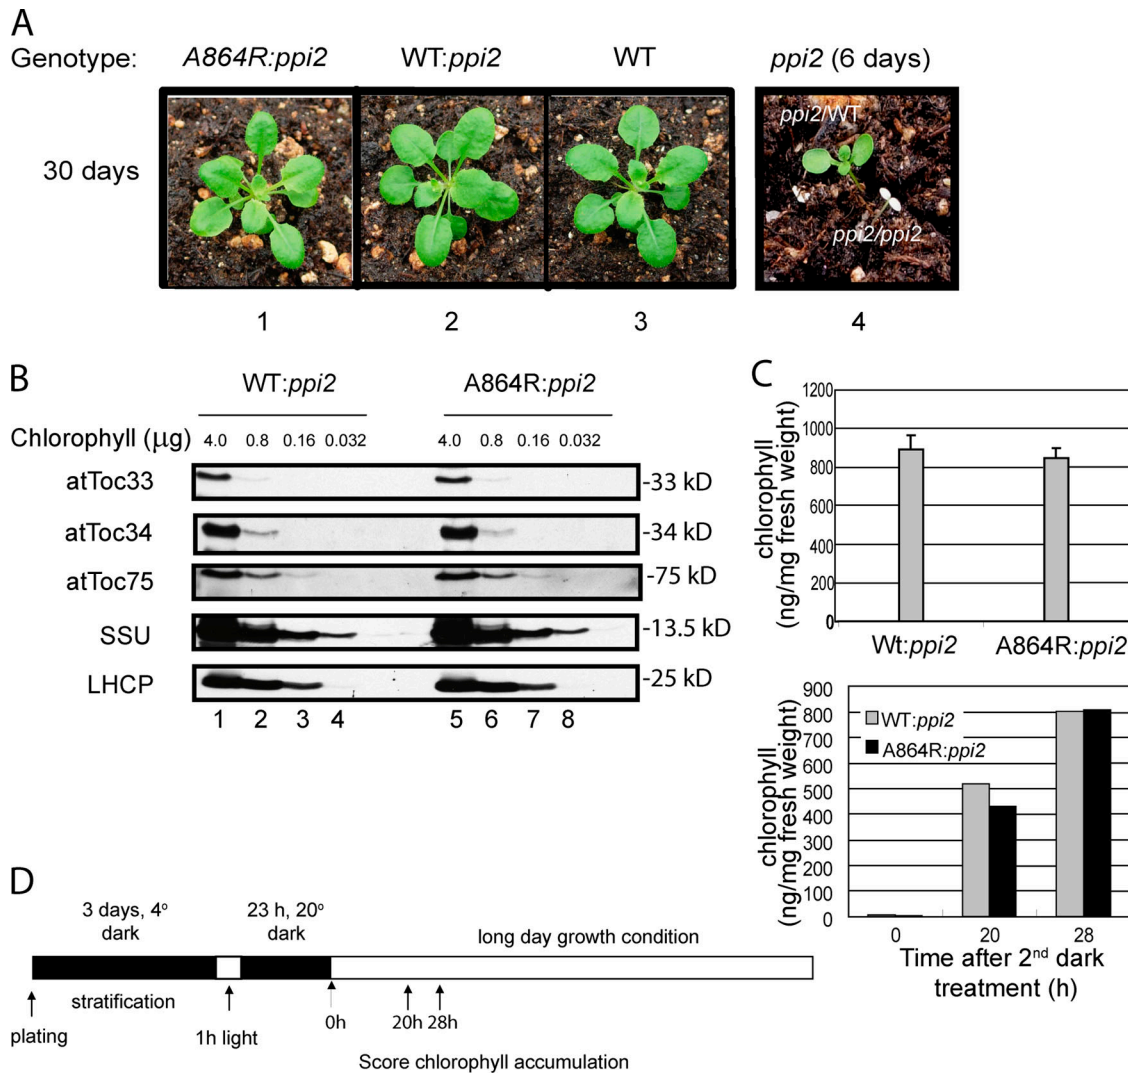 A
Genotype: A864R:ppi2 WT:ppi2 WT ppi2 (6 days)
30 days
ppi2/WT
ppi2/ppi2
1 2 3 4
B
WT:ppi2 A864R:ppi2
Chlorophyll (μg) 4.0 0.8 0.16 0.032 4.0 0.8 0.16 0.032
atToc33 -33 kD
atToc34 -34 kD
atToc75 -75 kD
SSU -13.5 kD
LHCP -25 kD
1 2 3 4 5 6 7 8
C
chlorophyll
(ng/mg fresh weight)
1200
1000
800
600
400
200
0
Wt:ppi2 A864R:ppi2
chlorophyll
(ng/mg fresh weight)
900
800
700
600
500
400
300
200
100
0
WT:ppi2
A864R:ppi2
0 20 28
Time after 2nd dark
treatment (h)
D
3 days, 4° 23 h, 20°
dark dark
long day growth condition
stratification
plating
1h light
0h 20h 28h
Score chlorophyll accumulation